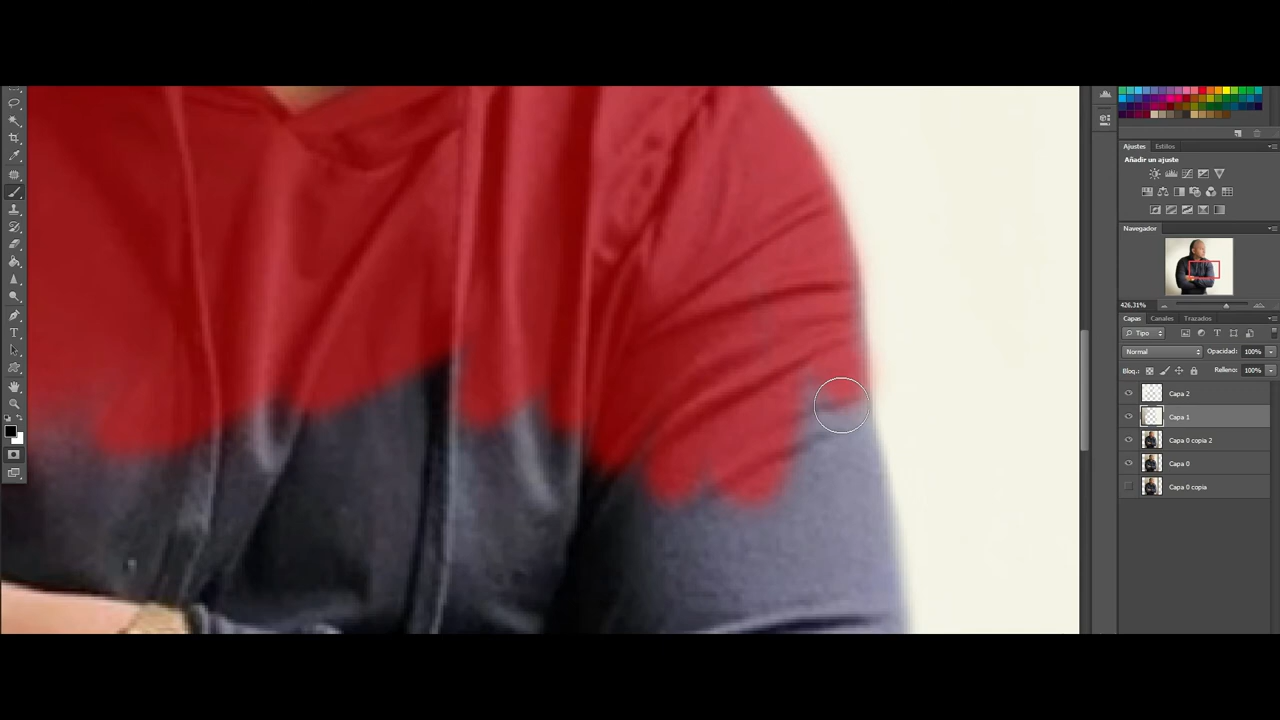 Ajustes Estilos
Añadir un ajuste
Navegador
426,31%
Capas Canales Trazados
Tipo
Normal Opacidad: 100%
Bloq.: Relleno: 100%
Capa 2
Capa 1
Capa 0 copia 2
Capa 0
Capa 0 copia